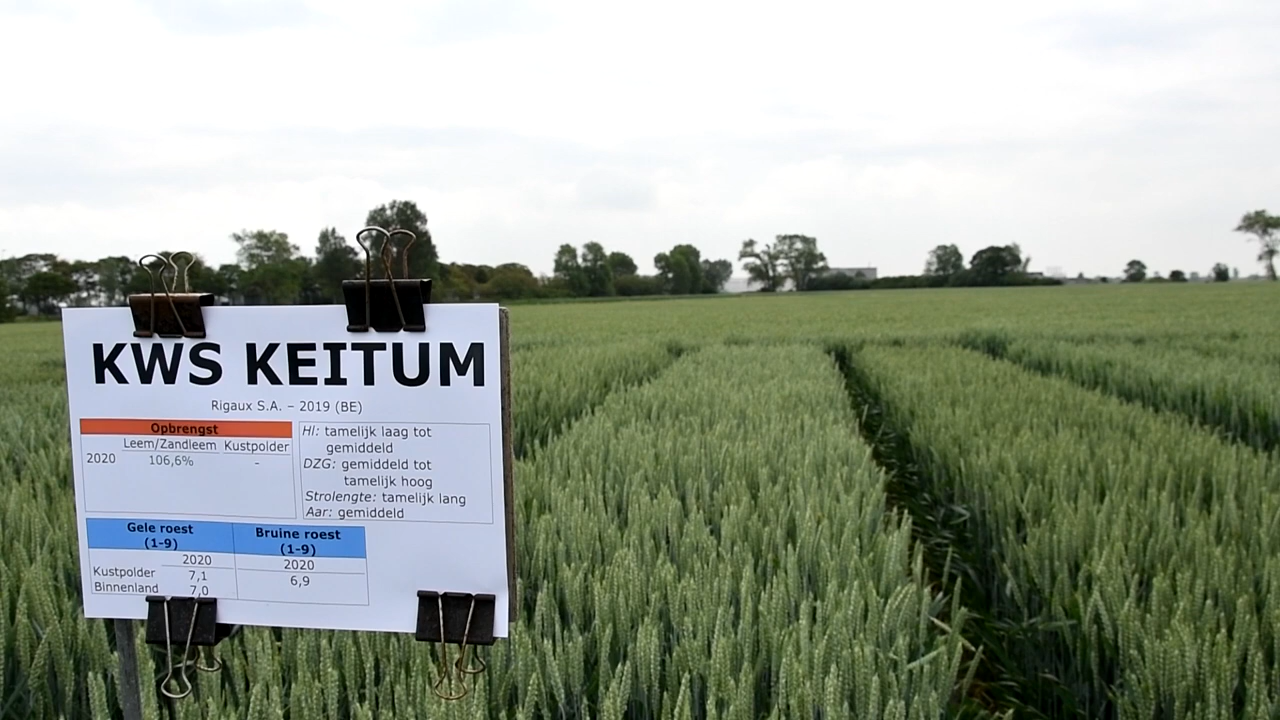 KWS KEITUM
Rigaux S.A. – 2019 (BE)
Opbrengst
Leem/Zandleem Kustpolder
2020 106,6% -
Hl: tamelijk laag tot
gemiddeld
DZG: gemiddeld tot
tamelijk hoog
Strolengte: tamelijk lang
Aar: gemiddeld
Gele roest
(1-9)
Bruine roest
(1-9)
2020 2020
Kustpolder 7,1 6,9
Binnenland 7,0